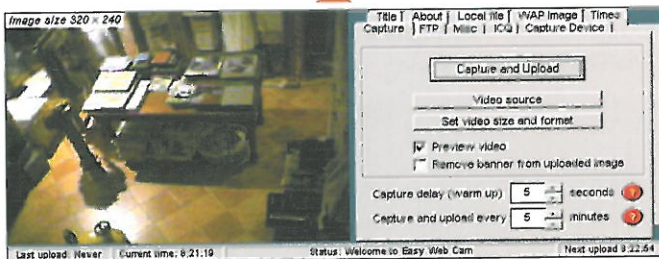 Image size 320 x 240
Title About Local file WAP Image Times
Capture FTP Misc ICQ Capture Device
Capture and Upload
Video source
Set video size and format
Preview video
Remove banner from uploaded image
Capture delay (warm up) 5 seconds ?
Capture and upload every 5 minutes ?
Last upload: Never Current time: 8:21:19 Status: Welcome to Easy Web Cam Next upload 8:22:54